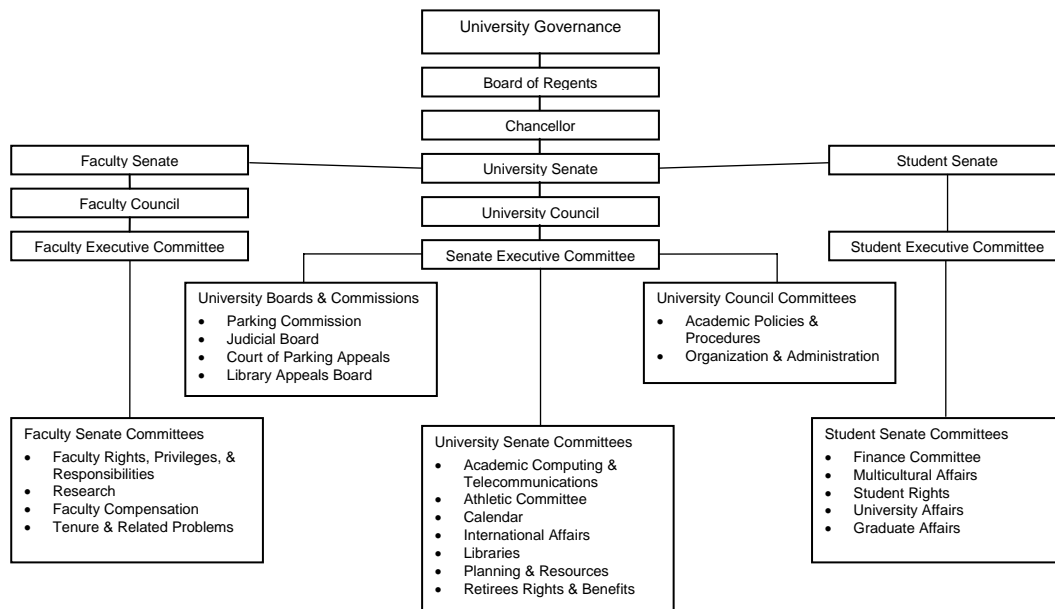 University Governance
Board of Regents
Chancellor
Faculty Senate
University Senate
Student Senate
Faculty Council
University Council
Faculty Executive Committee
Senate Executive Committee
Student Executive Committee
University Boards & Commissions
• Parking Commission
• Judicial Board
• Court of Parking Appeals
• Library Appeals Board
University Council Committees
• Academic Policies &
Procedures
• Organization & Administration
Faculty Senate Committees
• Faculty Rights, Privileges, &
Responsibilities
• Research
• Faculty Compensation
• Tenure & Related Problems
University Senate Committees
• Academic Computing &
Telecommunications
• Athletic Committee
• Calendar
• International Affairs
• Libraries
• Planning & Resources
• Retirees Rights & Benefits
Student Senate Committees
• Finance Committee
• Multicultural Affairs
• Student Rights
• University Affairs
• Graduate Affairs